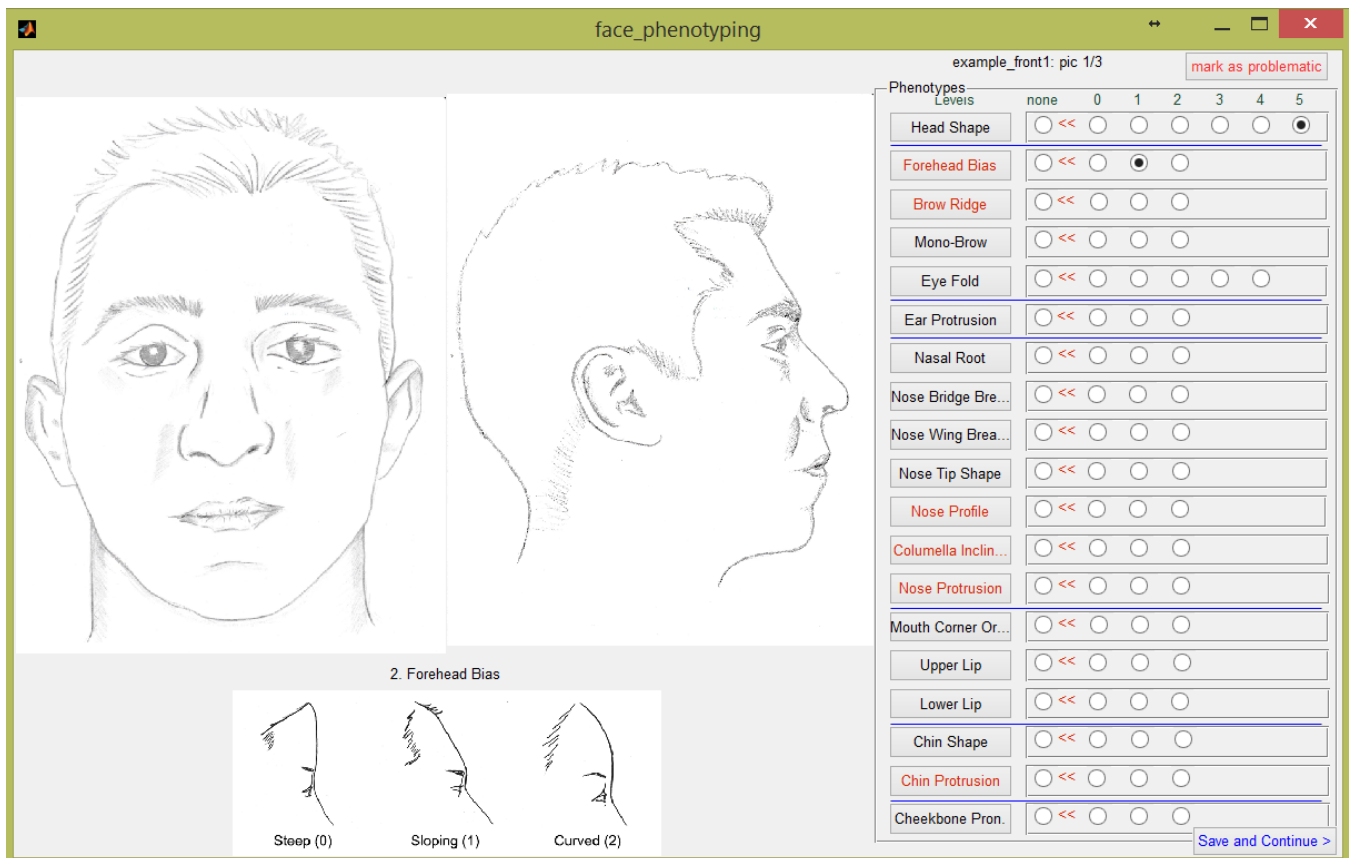 face_phenotyping
example_front1: pic 1/3
mark as problematic
Phenotypes
Levels none 0 1 2 3 4 5
Head Shape <<
Forehead Bias <<
Brow Ridge <<
Mono-Brow <<
Eye Fold <<
Ear Protrusion <<
Nasal Root <<
Nose Bridge Bre... <<
Nose Wing Brea... <<
Nose Tip Shape <<
Nose Profile <<
Columella Inclin... <<
Nose Protrusion <<
Mouth Corner Or... <<
Upper Lip <<
Lower Lip <<
Chin Shape <<
Chin Protrusion <<
Cheekbone Pron. <<
Save and Continue >
2. Forehead Bias
Steep (0) Sloping (1) Curved (2)